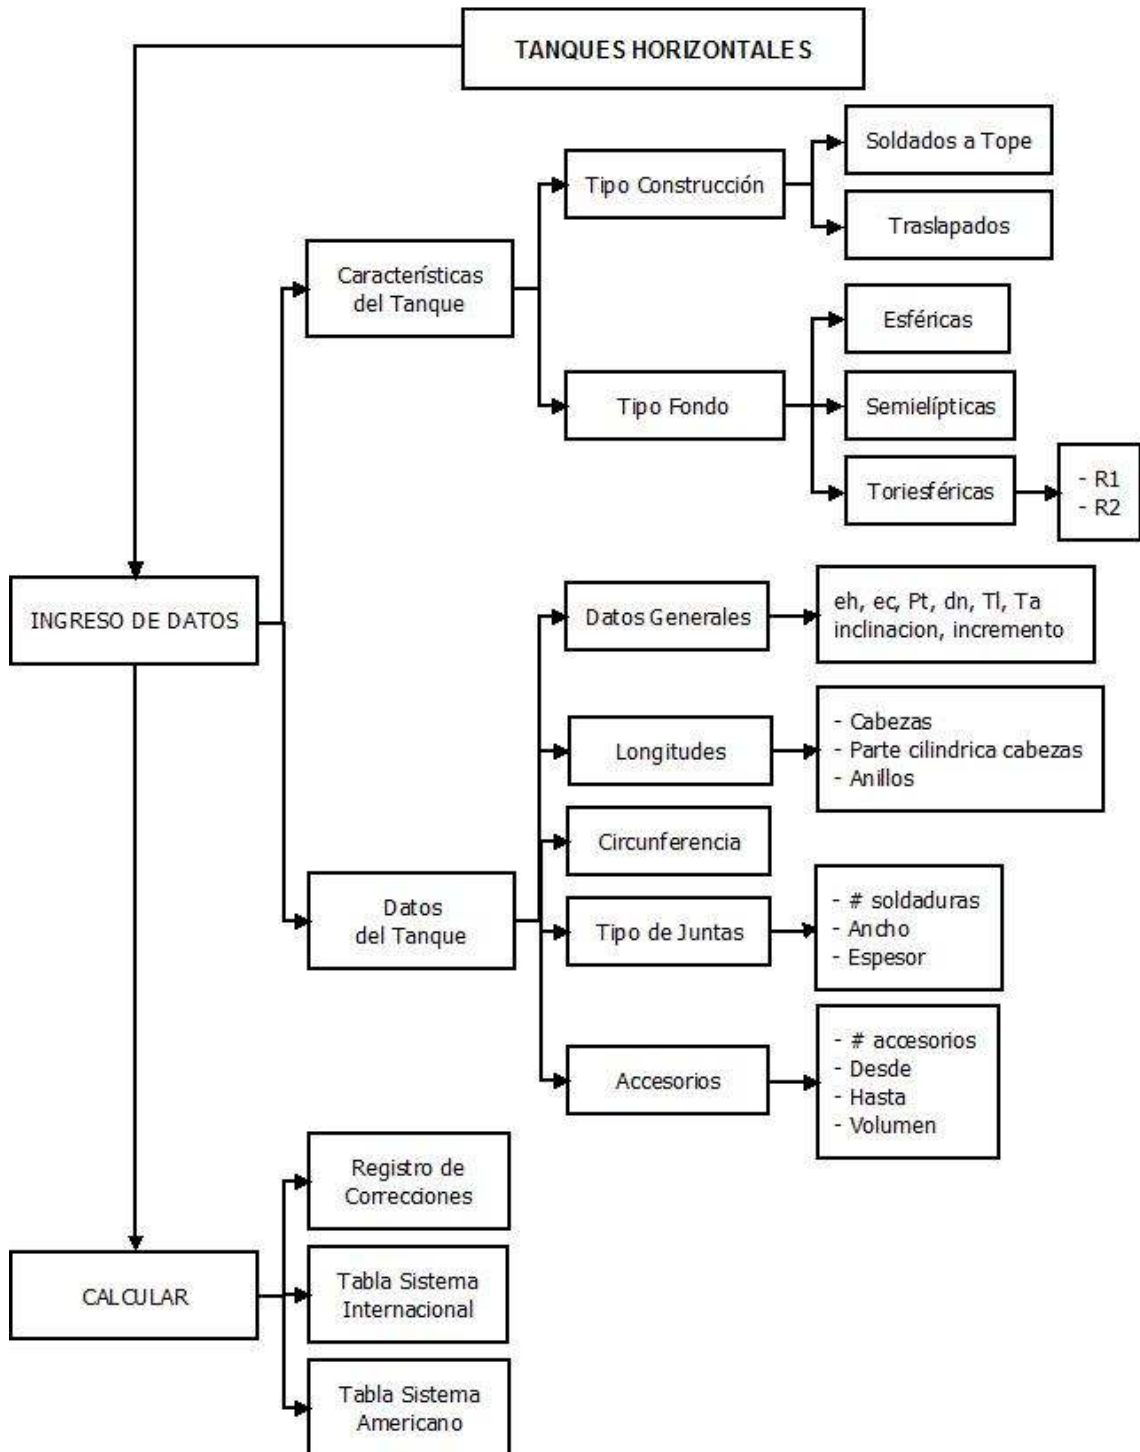 TANQUES HORIZONTALES
Soldados a Tope
Tipo Construcción
Traslapados
Características
del Tanque
Esféricas
Tipo Fondo
Semielípticas
Toriesféricas
- R1
- R2
INGRESO DE DATOS
Datos Generales
eh, ec, Pt, dn, Tl, Ta
inclinacion, incremento
Longitudes
- Cabezas
- Parte cilindrica cabezas
- Anillos
Circunferencia
Datos
del Tanque
Tipo de Juntas
- # soldaduras
- Ancho
- Espesor
Accesorios
- # accesorios
- Desde
- Hasta
- Volumen
Registro de
Correcciones
CALCULAR
Tabla Sistema
Internacional
Tabla Sistema
Americano